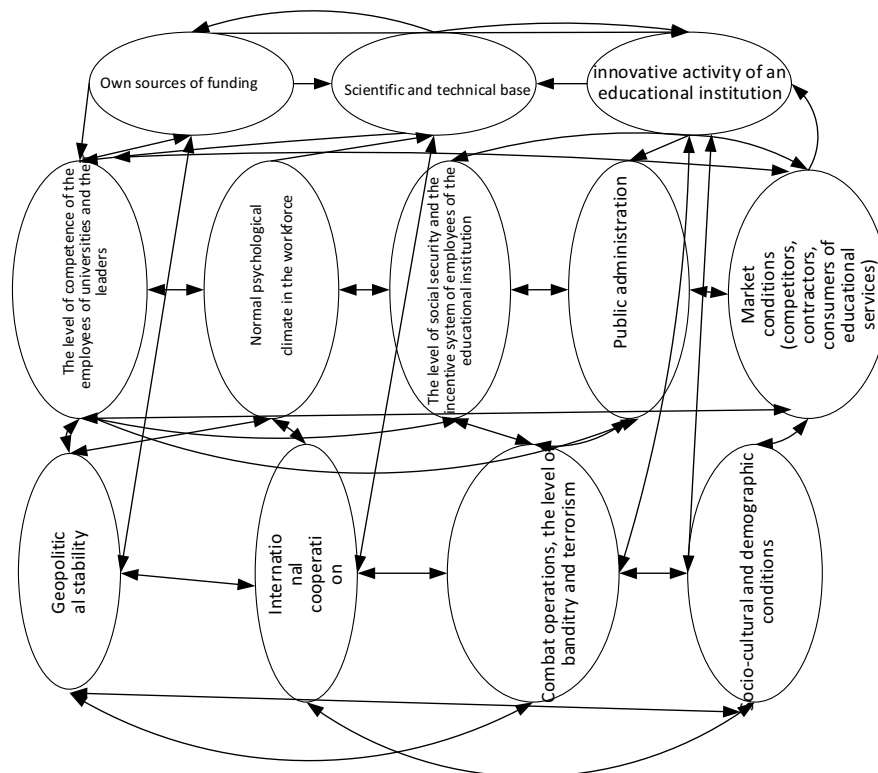 Own sources of funding
Scientific and technical base
innovative activity of an
educational institution
The level of competence of the
employees of universities and the
leaders
Normal psychological
climate in the workforce
The level of social security and the
incentive system of employees of the
educational institution
Public administration
Market
conditions
(competitors,
contractors,
consumers of
educational
services)
Geopolitic
al stability
Internatio
nal
cooperati
on
Combat operations, the level of
banditry and terrorism
Socio-cultural and demographic
conditions